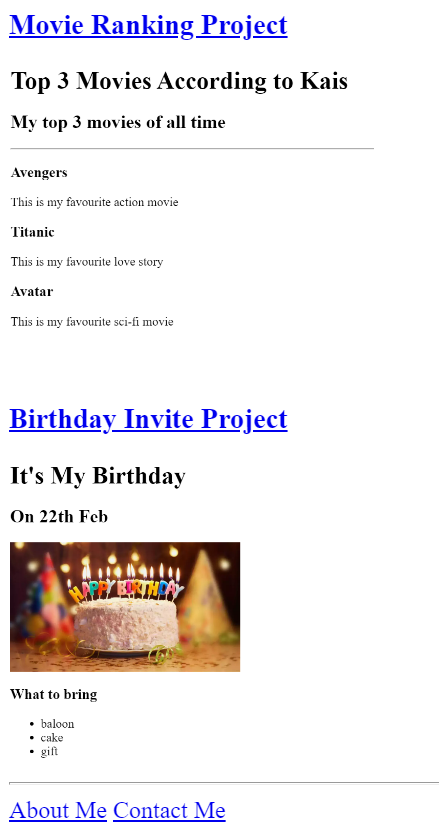 Movie Ranking Project
Top 3 Movies According to Kais
My top 3 movies of all time
Avengers
This is my favourite action movie
Titanic
This is my favourite love story
Avatar
This is my favourite sci-fi movie
Birthday Invite Project
It's My Birthday
On 22th Feb
HAPPY BIRTHDAY
What to bring
baloon
cake
gift
About Me Contact Me